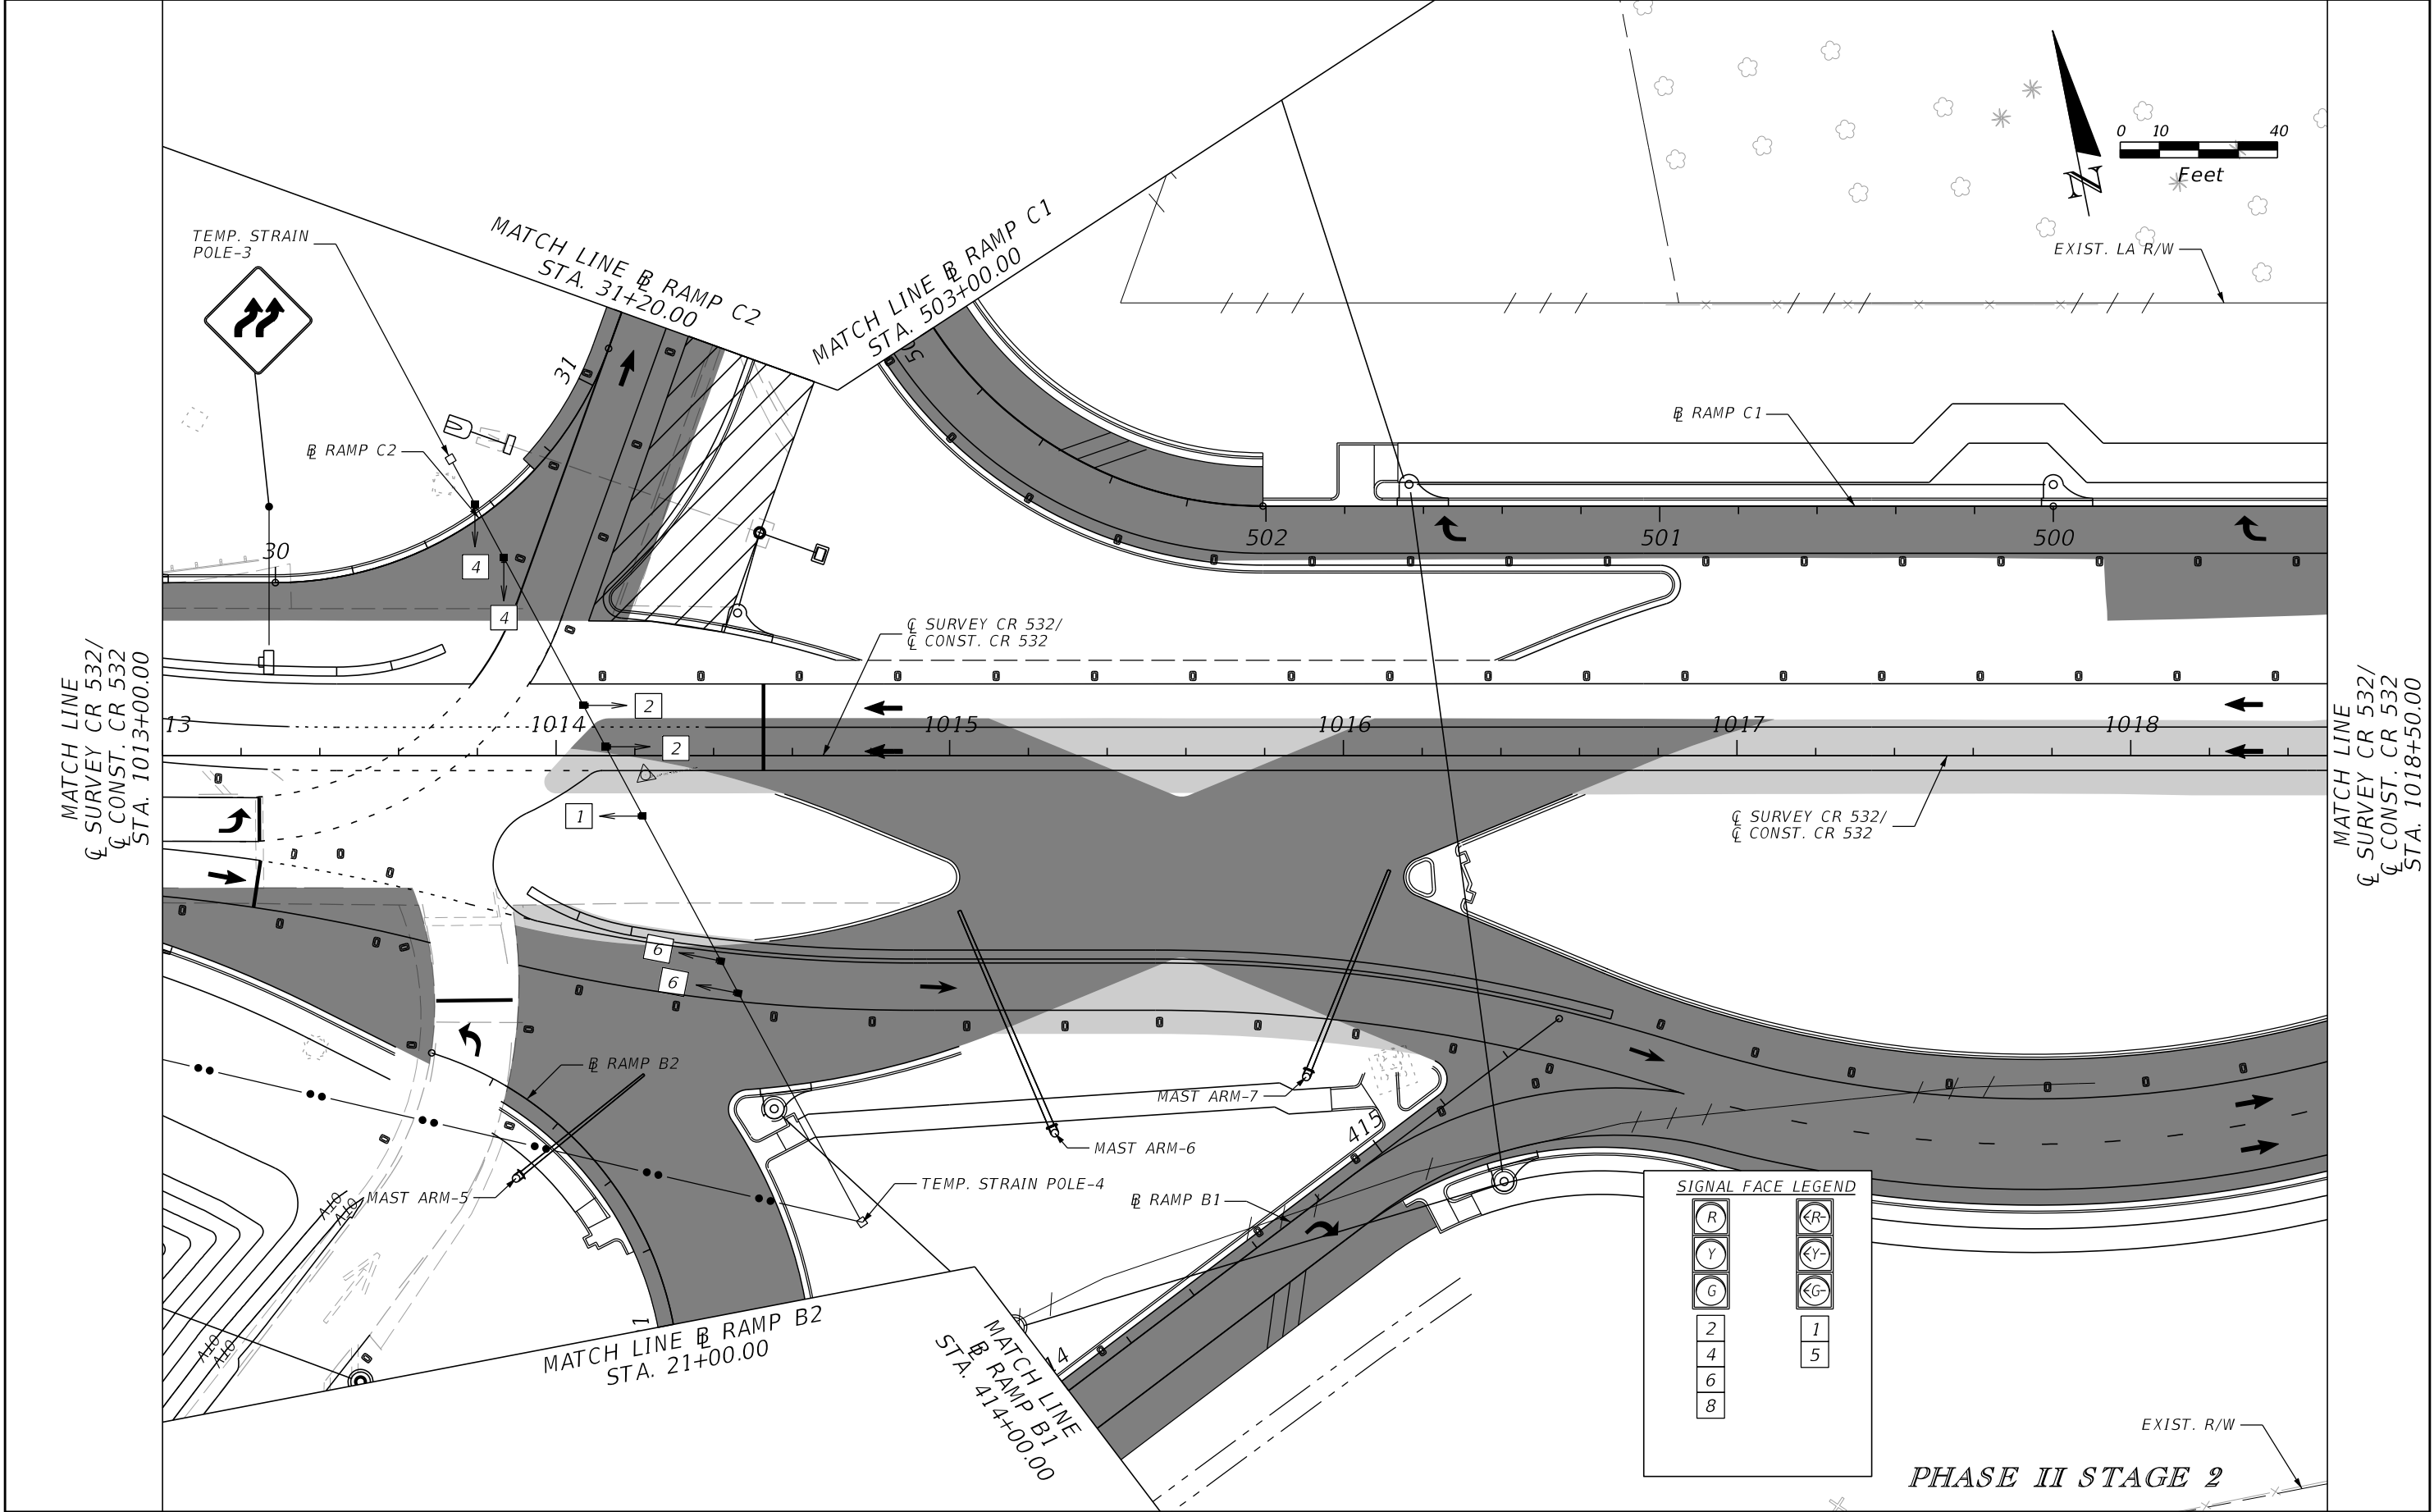 TEMP. STRAIN
POLE-3
MATCH LINE ℄ RAMP C2
STA. 31+20.00
MATCH LINE ℄ RAMP C1
STA. 503+00.00
0 10 40
Feet
N
EXIST. LA R/W
31
50
℄ RAMP C2
℄ RAMP C1
30
4
4
502
501
500
℄ SURVEY CR 532/
℄ CONST. CR 532
MATCH LINE
℄ SURVEY CR 532/
℄ CONST. CR 532
STA. 1013+00.00
13
1014
1015
1016
1017
1018
2
2
1
℄ SURVEY CR 532/
℄ CONST. CR 532
MATCH LINE
℄ SURVEY CR 532/
℄ CONST. CR 532
STA. 1018+50.00
6
6
℄ RAMP B2
MAST ARM-7
MAST ARM-6
415
MAST ARM-5
TEMP. STRAIN POLE-4
℄ RAMP B1
A10
A10
A10
A10
1
MATCH LINE ℄ RAMP B2
STA. 21+00.00
14
MATCH LINE
℄ RAMP B1
STA. 414+00.00
SIGNAL FACE LEGEND
R R
Y Y
G G
2 1
4 5
6
8
EXIST. R/W
PHASE II STAGE 2